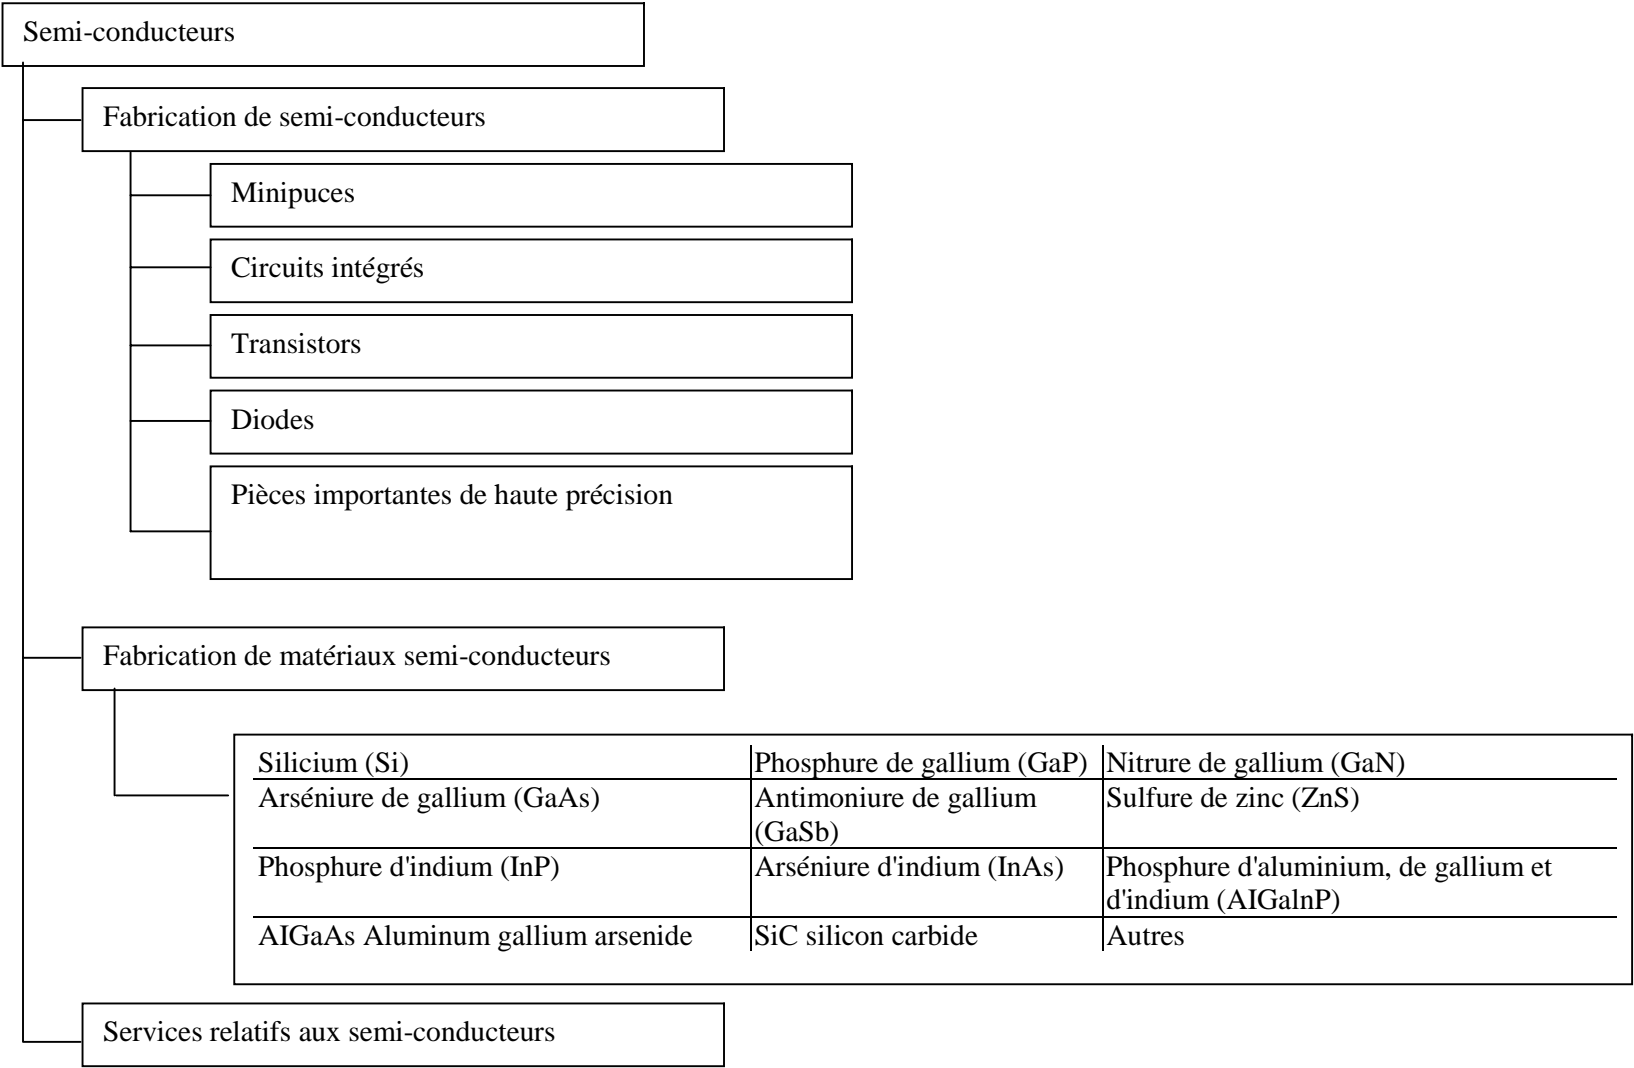 Semi-conducteurs
Fabrication de semi-conducteurs
Minipuces
Circuits intégrés
Transistors
Diodes
Pièces importantes de haute précision
Fabrication de matériaux semi-conducteurs
Silicium (Si)
Phosphure de gallium (GaP)
Nitrure de gallium (GaN)
Arséniure de gallium (GaAs)
Antimoniure de gallium
(GaSb)
Sulfure de zinc (ZnS)
Phosphure d'indium (InP)
Arséniure d'indium (InAs)
Phosphure d'aluminium, de gallium et
d'indium (AIGalnP)
AIGaAs Aluminum gallium arsenide
SiC silicon carbide
Autres
Services relatifs aux semi-conducteurs